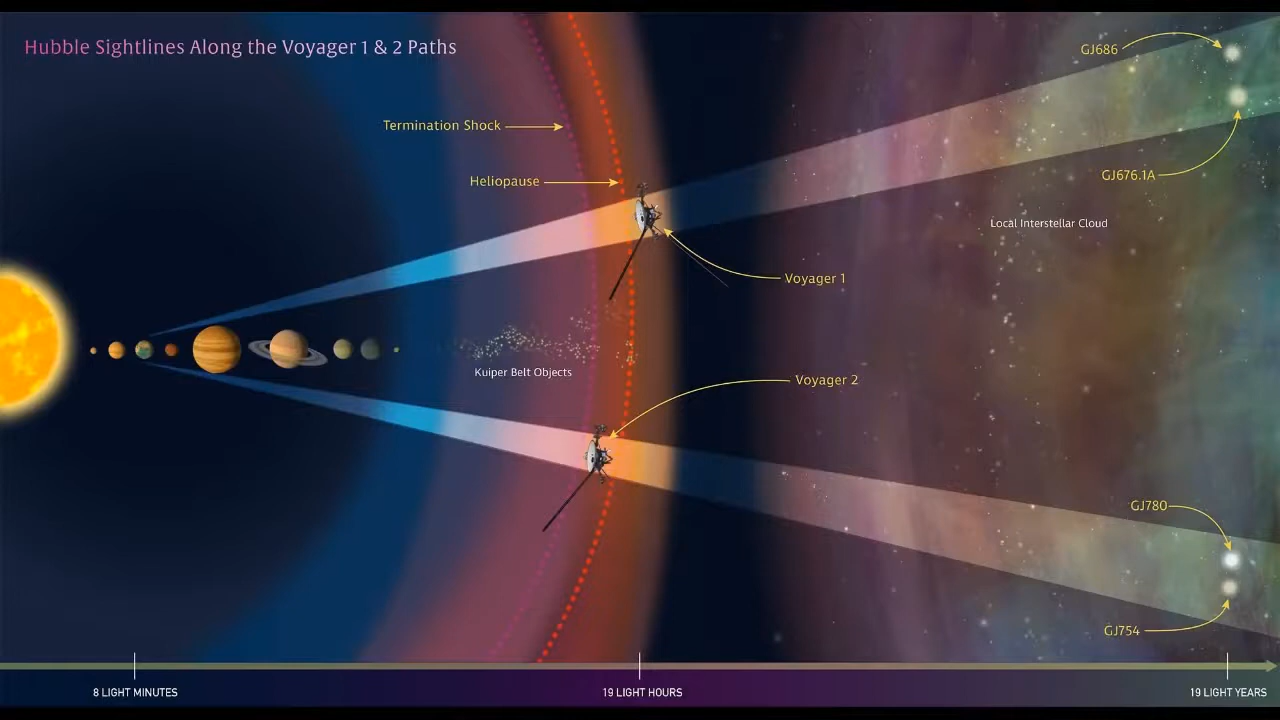 Hubble Sightlines Along the Voyager 1 & 2 Paths
GJ686
Termination Shock
Heliopause
GJ676.1A
Local Interstellar Cloud
Voyager 1
Kuiper Belt Objects
Voyager 2
GJ780
GJ754
8 LIGHT MINUTES
19 LIGHT HOURS
19 LIGHT YEARS